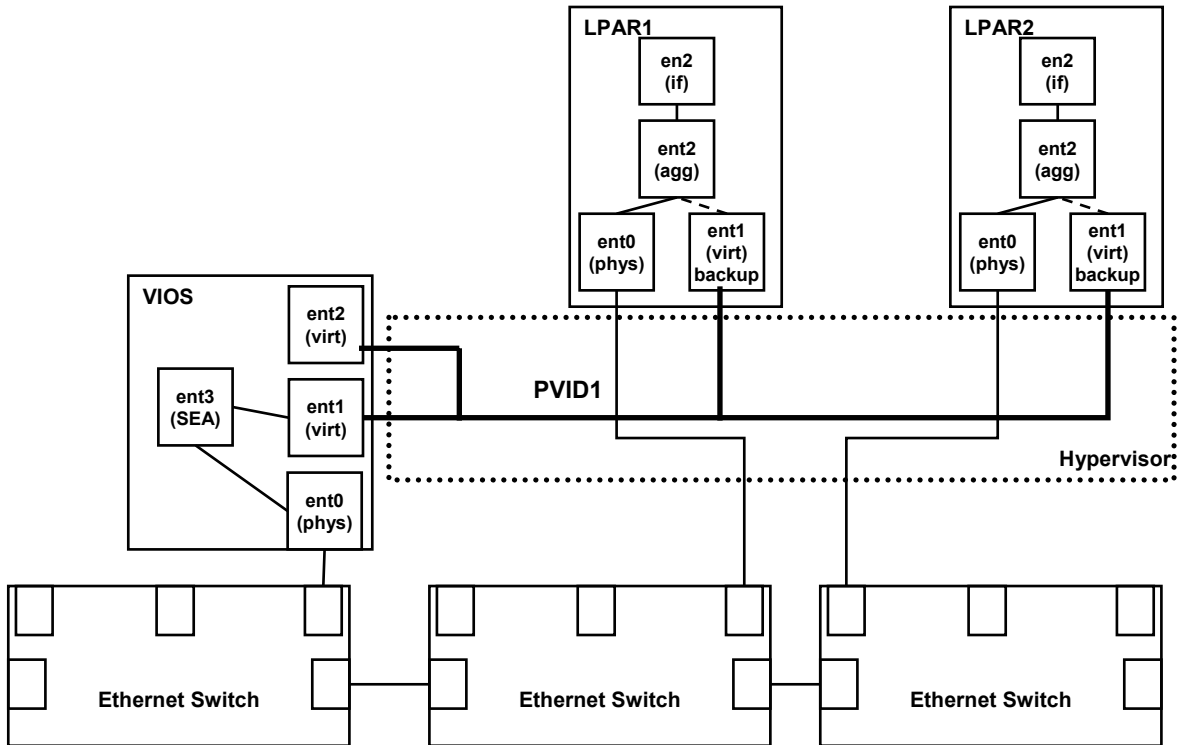 LPAR1
en2
(if)
ent2
(agg)
ent0
(phys)
ent1
(virt)
backup
LPAR2
en2
(if)
ent2
(agg)
ent0
(phys)
ent1
(virt)
backup
VIOS
ent2
(virt)
ent3
(SEA)
ent1
(virt)
ent0
(phys)
PVID1
Hypervisor
Ethernet Switch
Ethernet Switch
Ethernet Switch